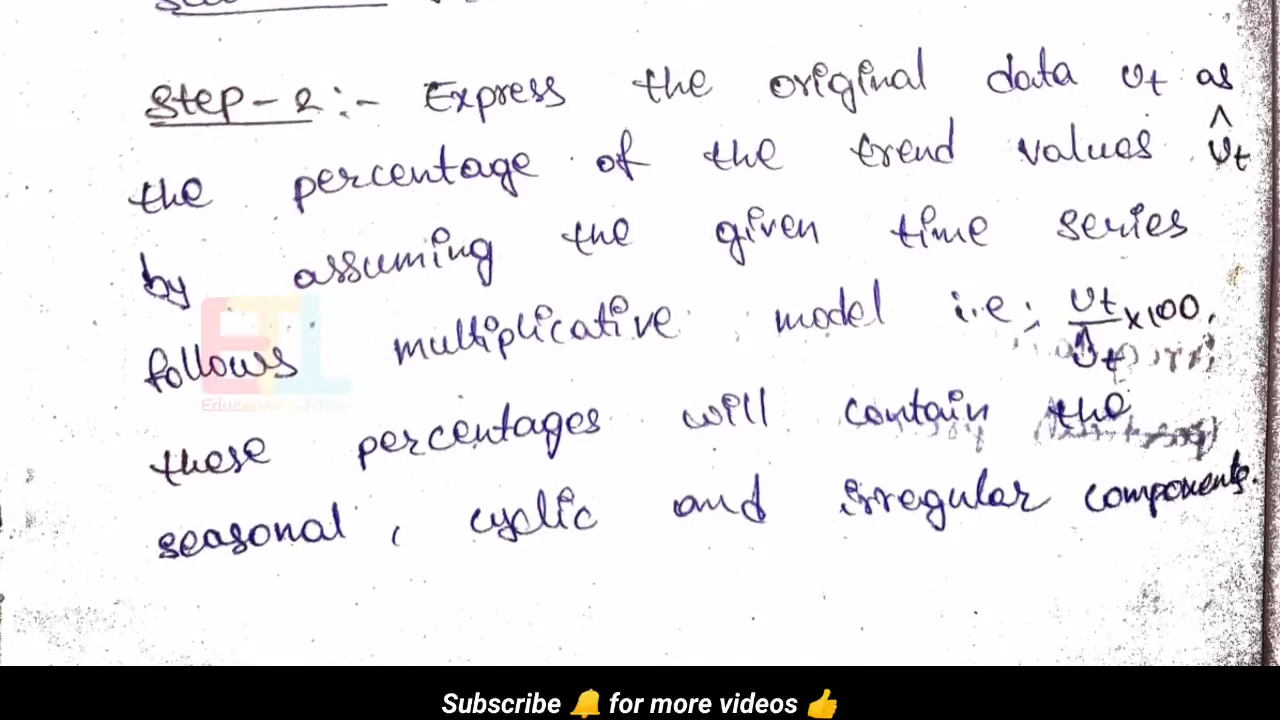 Step-2:- Express the original data Ut as
the percentage of the trend values Ût
by assuming the given time series
follows multiplicative model i.e; Ut/Ût ×100.
these percentages will contain the
seasonal, cyclic and irregular components.
Subscribe 🔔 for more videos 👍